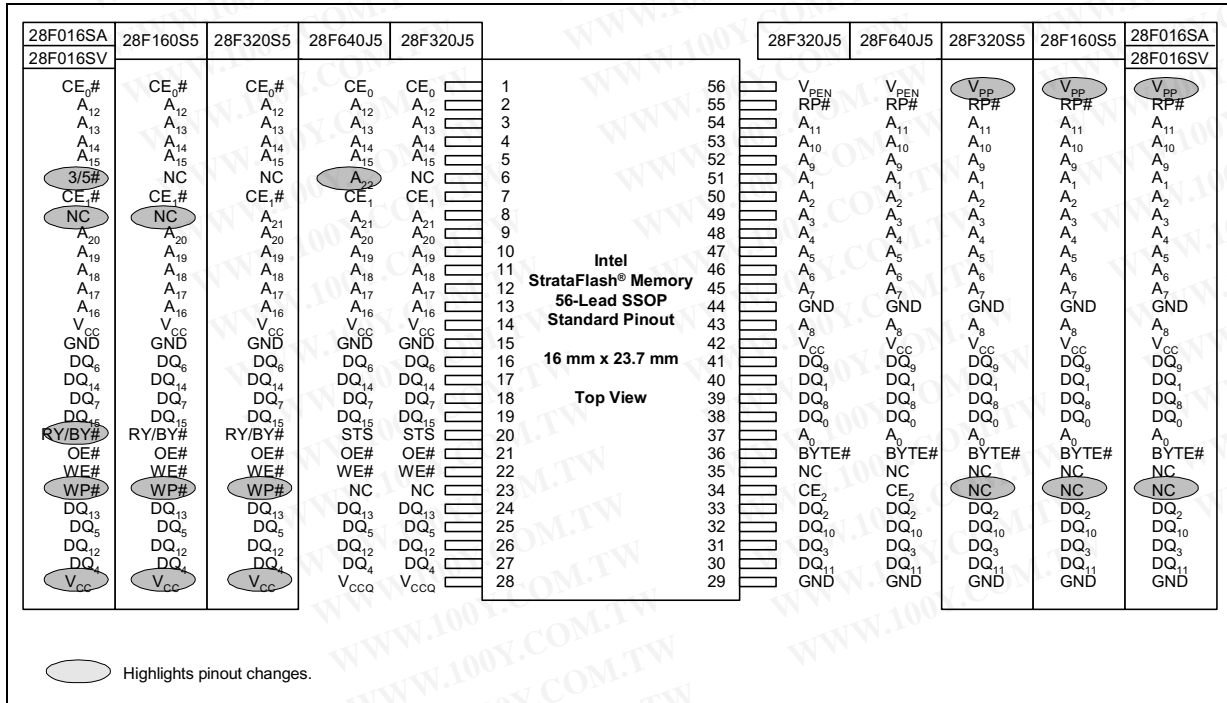 28F016SA 28F160S5 28F320S5 28F640J5 28F320J5 28F320J5 28F640J5 28F320S5 28F160S5 28F016SA
28F016SV 28F016SV
CE0# CE0# CE0# CE0 CE0 1 56 VPEN VPEN VPP VPP VPP
A12 A12 A12 A12 A12 2 55 RP# RP# RP# RP# RP#
A13 A13 A13 A13 A13 3 54 A11 A11 A11 A11 A11
A14 A14 A14 A14 A14 4 53 A10 A10 A10 A10 A10
A15 A15 A15 A15 A15 5 52 A9 A9 A9 A9 A9
3/5# NC NC A22 NC 6 51 A1 A1 A1 A1 A1
CE1# CE1# CE1# CE1 CE1 7 50 A2 A2 A2 A2 A2
NC NC A21 A21 A21 8 49 A3 A3 A3 A3 A3
A20 A20 A20 A20 A20 9 48 A4 A4 A4 A4 A4
A19 A19 A19 A19 A19 10 47 A5 A5 A5 A5 A5
A18 A18 A18 A18 A18 11 46 A6 A6 A6 A6 A6
A17 A17 A17 A17 A17 12 45 A7 A7 A7 A7 A7
A16 A16 A16 A16 A16 13 44 GND GND GND GND GND
VCC VCC VCC VCC VCC 14 43 A8 A8 A8 A8 A8
GND GND GND GND GND 15 42 VCC VCC VCC VCC VCC
DQ6 DQ6 DQ6 DQ6 DQ6 16 41 DQ9 DQ9 DQ9 DQ9 DQ9
DQ14 DQ14 DQ14 DQ14 DQ14 17 40 DQ1 DQ1 DQ1 DQ1 DQ1
DQ7 DQ7 DQ7 DQ7 DQ7 18 39 DQ8 DQ8 DQ8 DQ8 DQ8
DQ15 DQ15 DQ15 DQ15 DQ15 19 38 DQ0 DQ0 DQ0 DQ0 DQ0
RY/BY# RY/BY# RY/BY# STS STS 20 37 A0 A0 A0 A0 A0
OE# OE# OE# OE# OE# 21 36 BYTE# BYTE# BYTE# BYTE# BYTE#
WE# WE# WE# WE# WE# 22 35 NC NC NC NC NC
WP# WP# WP# NC NC 23 34 CE2 CE2 NC NC NC
DQ13 DQ13 DQ13 DQ13 DQ13 24 33 DQ2 DQ2 DQ2 DQ2 DQ2
DQ5 DQ5 DQ5 DQ5 DQ5 25 32 DQ10 DQ10 DQ10 DQ10 DQ10
DQ12 DQ12 DQ12 DQ12 DQ12 26 31 DQ3 DQ3 DQ3 DQ3 DQ3
DQ4 DQ4 DQ4 DQ4 DQ4 27 30 DQ11 DQ11 DQ11 DQ11 DQ11
VCC VCC VCC VCCQ VCCQ 28 29 GND GND GND GND GND
Intel
StrataFlash® Memory
56-Lead SSOP
Standard Pinout
16 mm x 23.7 mm
Top View
Highlights pinout changes.
WWW.100Y.COM.TW